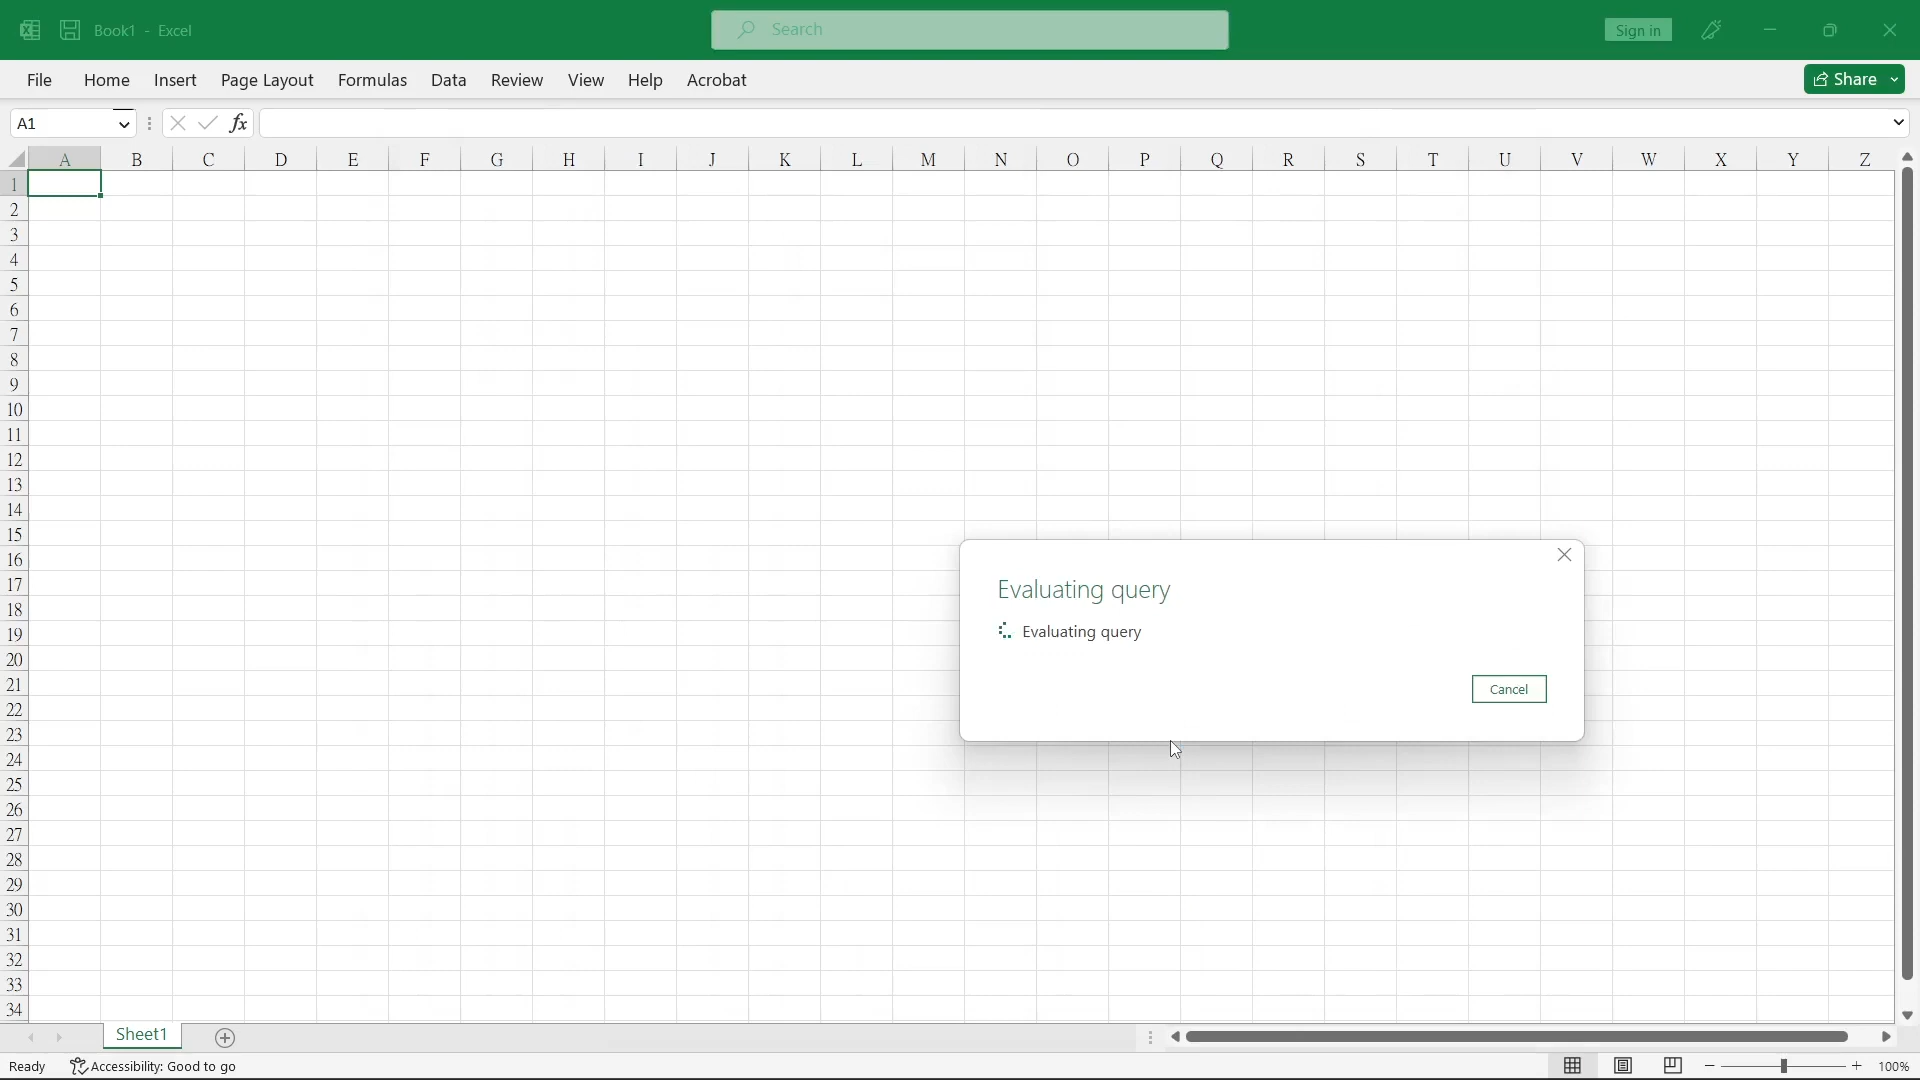 Book1 - Excel
Search
Sign in
File Home Insert Page Layout Formulas Data Review View Help Acrobat
Share
A1
fx
A B C D E F G H I J K L M N O P Q R S T U V W X Y Z
1
2
3
4
5
6
7
8
9
10
11
12
13
14
15
16
17
18
19
20
21
22
23
24
25
26
27
28
29
30
31
32
33
34
Evaluating query
Evaluating query
Cancel
Sheet1
Ready Accessibility: Good to go
100%